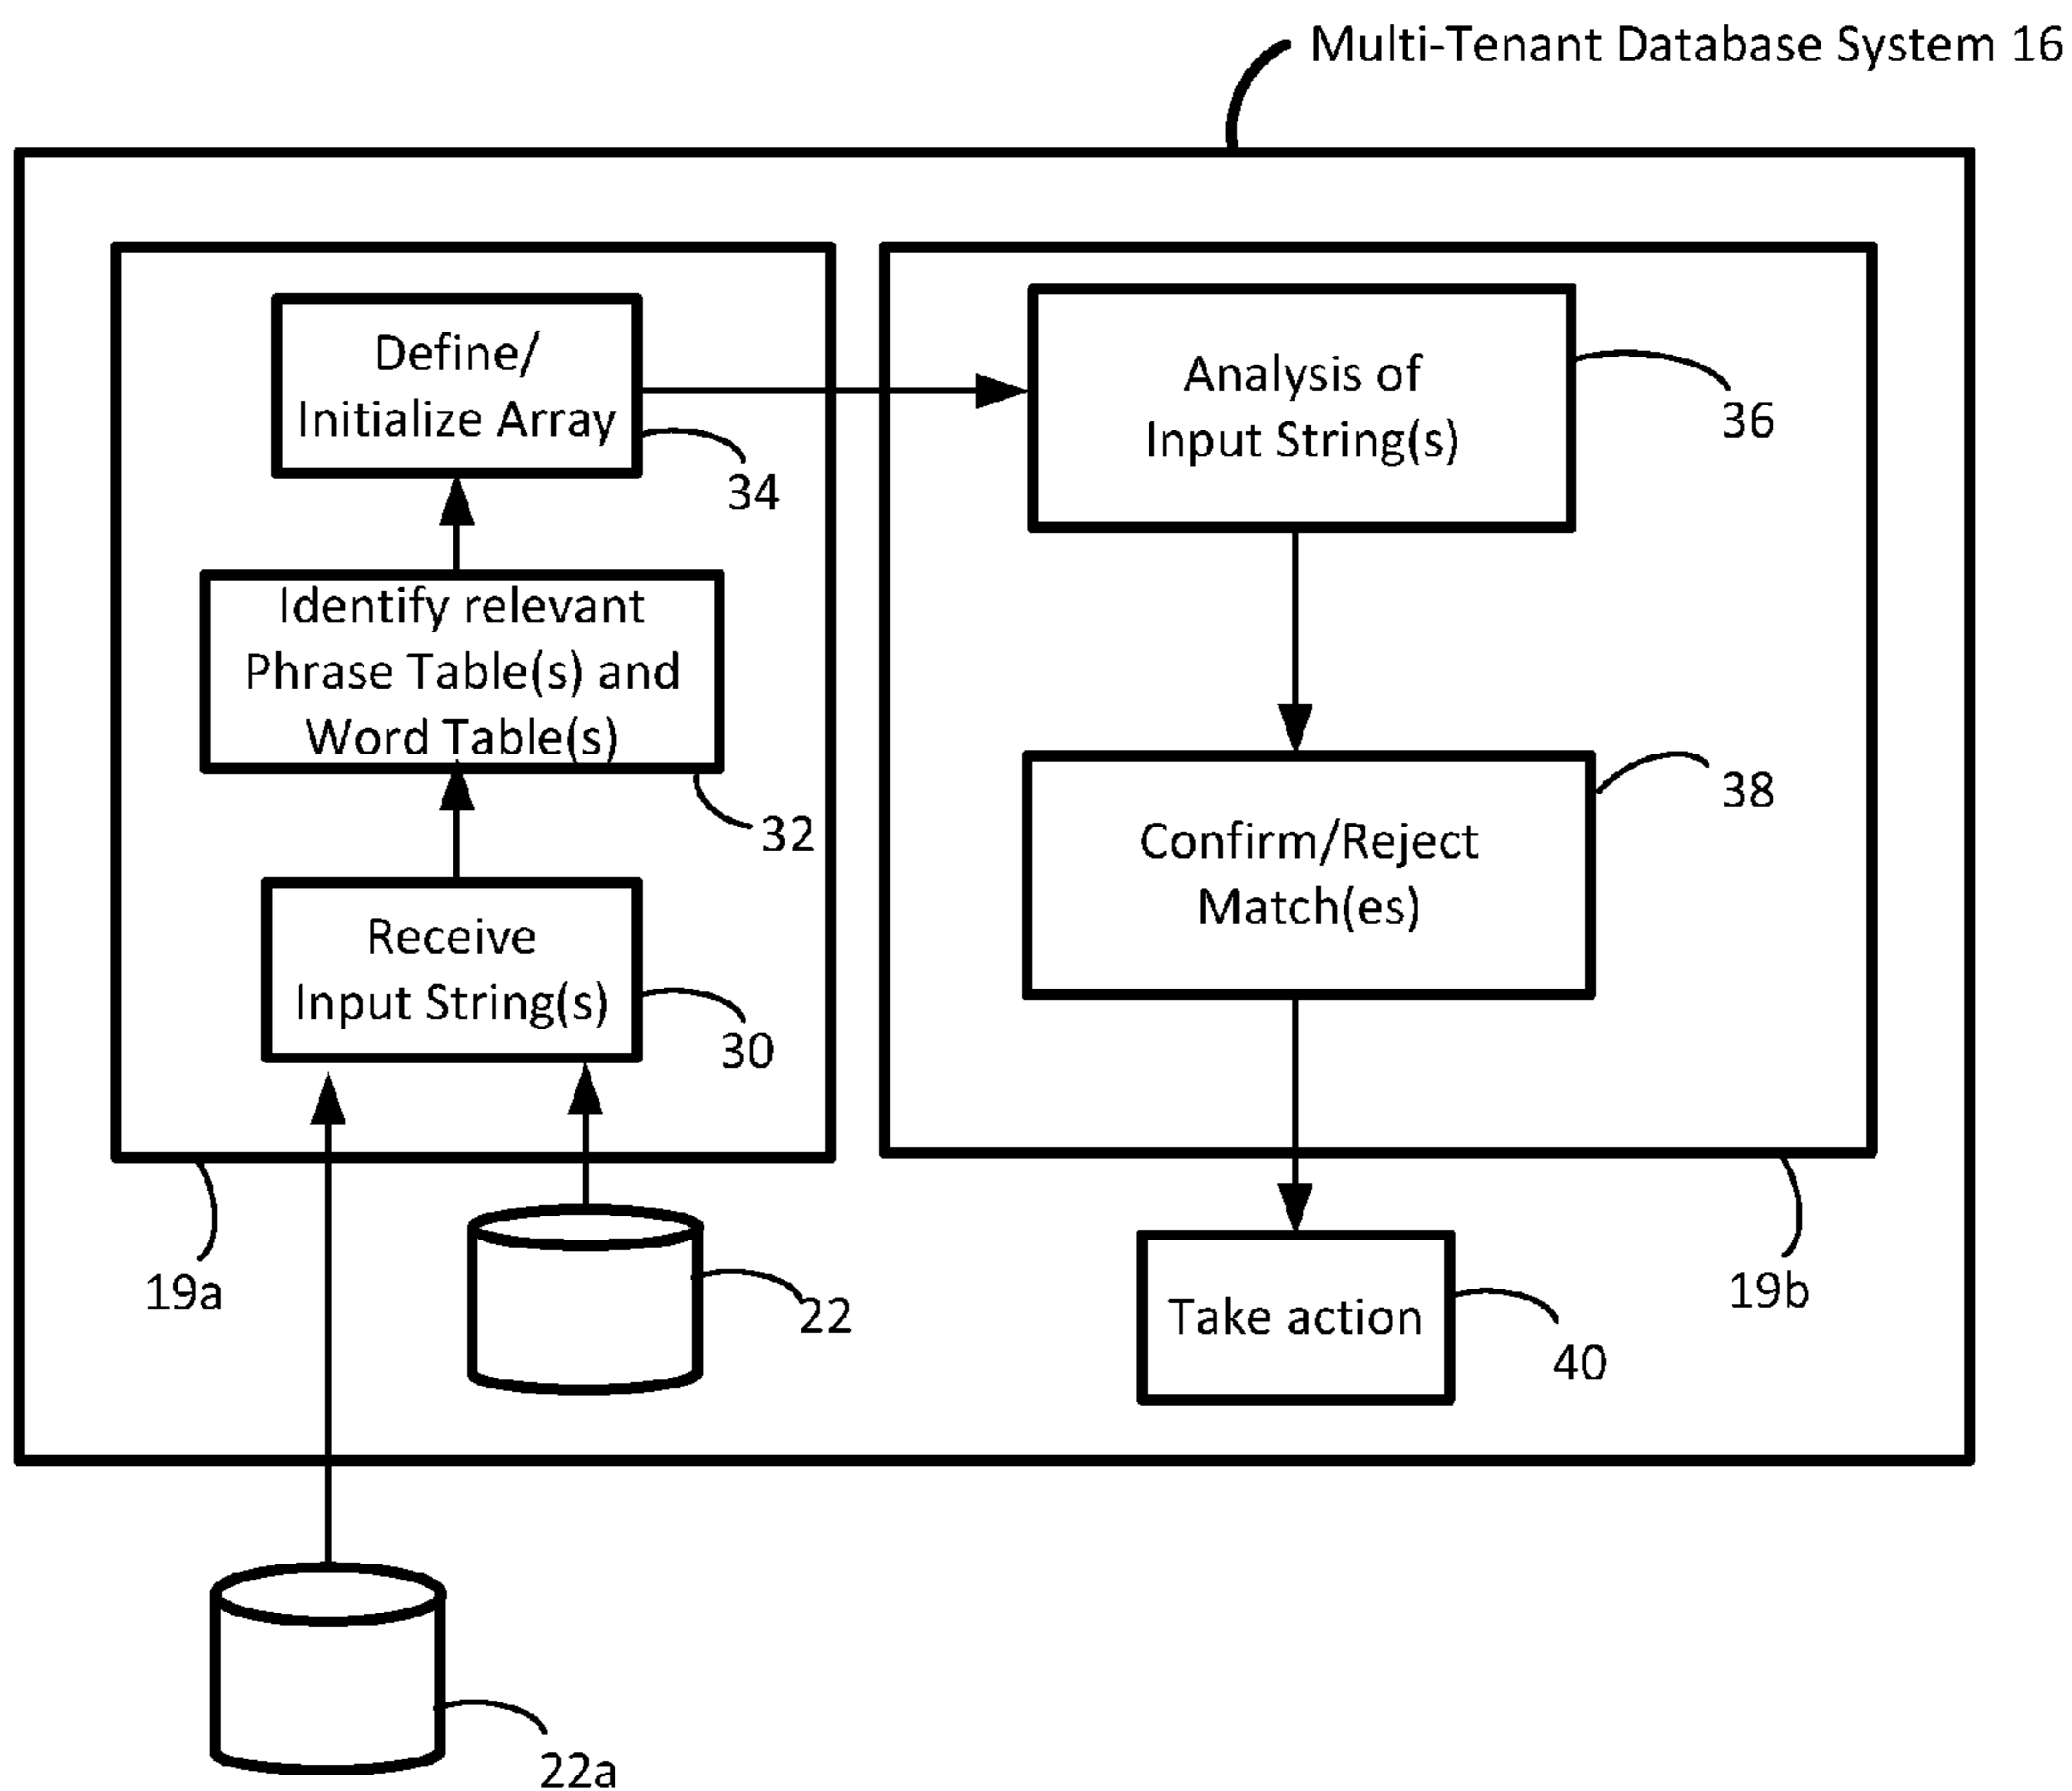 Multi-Tenant Database System 16
Define/
Initialize Array
34
Identify relevant
Phrase Table(s) and
Word Table(s)
32
Receive
Input String(s)
30
19a
22
22a
Analysis of
Input String(s)
36
Confirm/Reject
Match(es)
38
19b
Take action
40